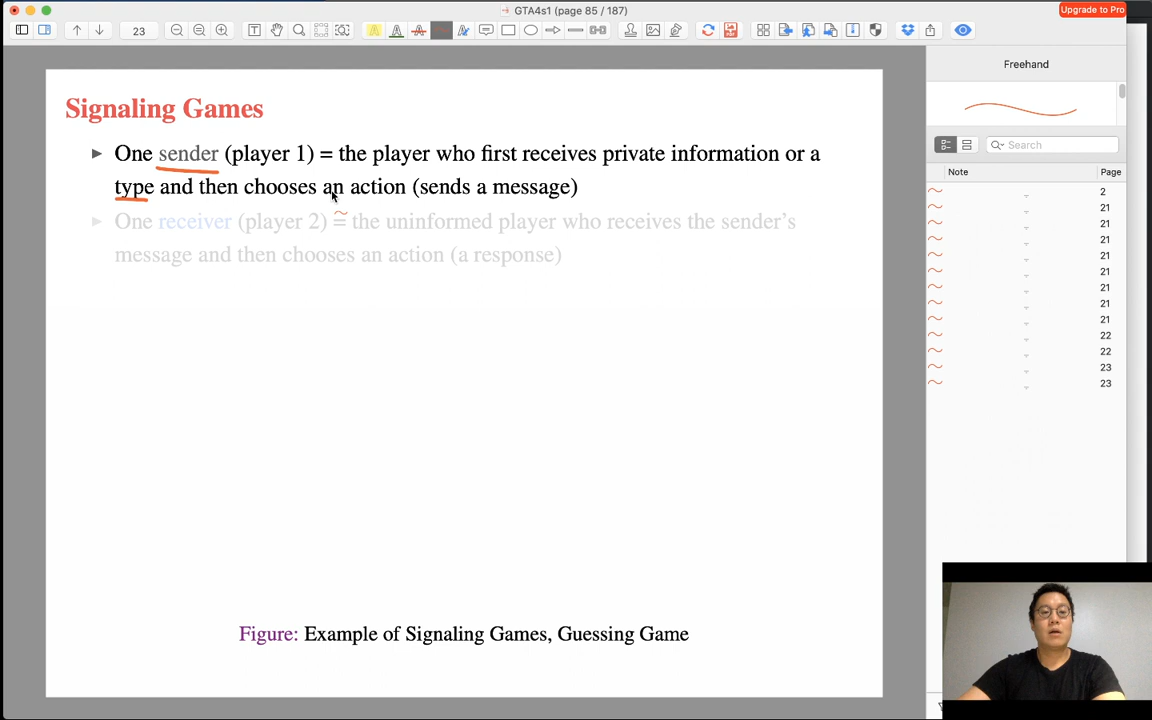 GTA4s1 (page 85 / 187)
Upgrade to Pro
23
Freehand
Search
Note Page
2
21
21
21
21
21
21
21
21
22
22
23
23
Signaling Games
One sender (player 1) = the player who first receives private information or a
type and then chooses an action (sends a message)
One receiver (player 2) = the uninformed player who receives the sender's
message and then chooses an action (a response)
Figure: Example of Signaling Games, Guessing Game